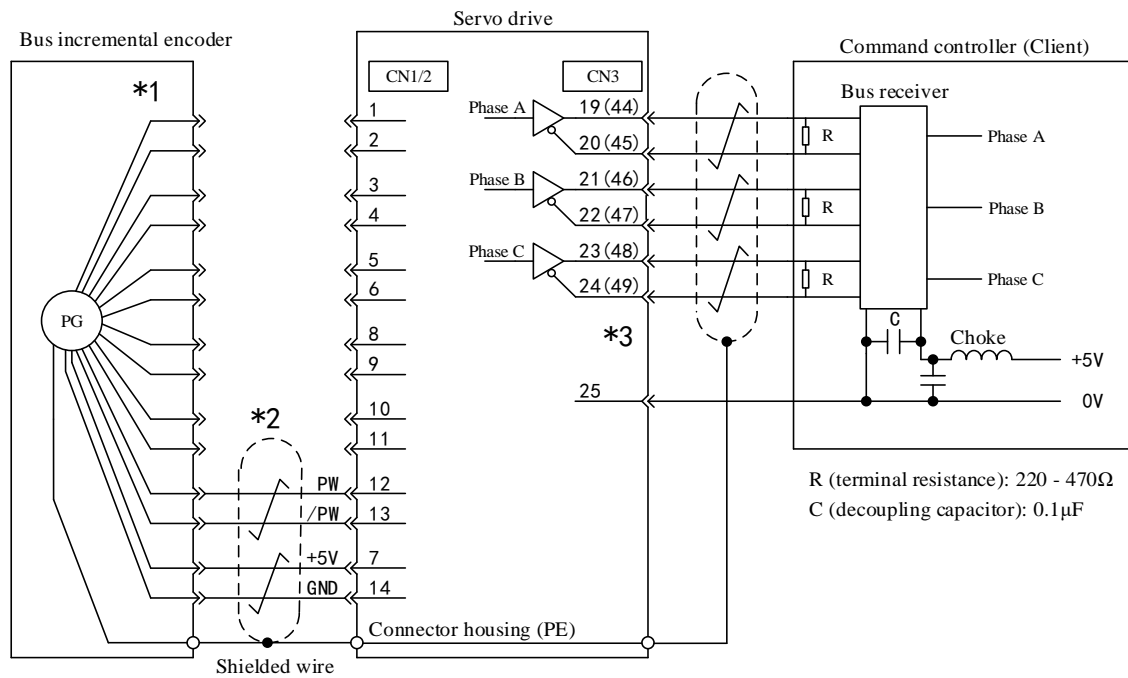 Servo drive
Bus incremental encoder
Command controller (Client)
*1
CN1/2
CN3
Bus receiver
1
2
3
4
5
6
8
9
10
11
PW 12
/PW 13
+5V 7
GND 14
PG
*2
Phase A
19(44)
20(45)
Phase B
21(46)
22(47)
Phase C
23(48)
24(49)
*3
25
R
R
R
Phase A
Phase B
Phase C
C
Choke
+5V
0V
R (terminal resistance): 220 - 470Ω
C (decoupling capacitor): 0.1μF
Connector housing (PE)
Shielded wire